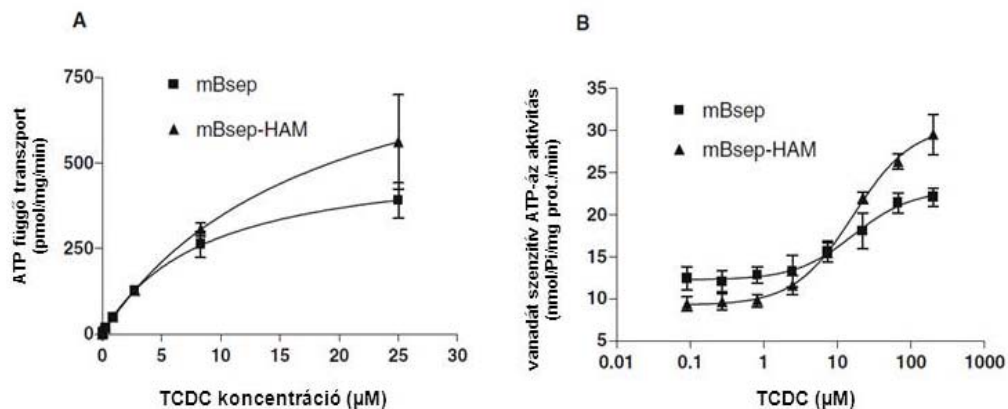 A
ATP függő transzport
(pmol/mg/min)
750
500
250
0
mBsep
mBsep-HAM
0
5
10
15
20
25
30
TCDC koncentráció (µM)
B
vanadát szenzitív ATP-áz aktivitás
(nmol/Pi/mg prot./min)
35
30
25
20
15
10
5
mBsep
mBsep-HAM
0.01
0.1
1
10
100
1000
TCDC (µM)